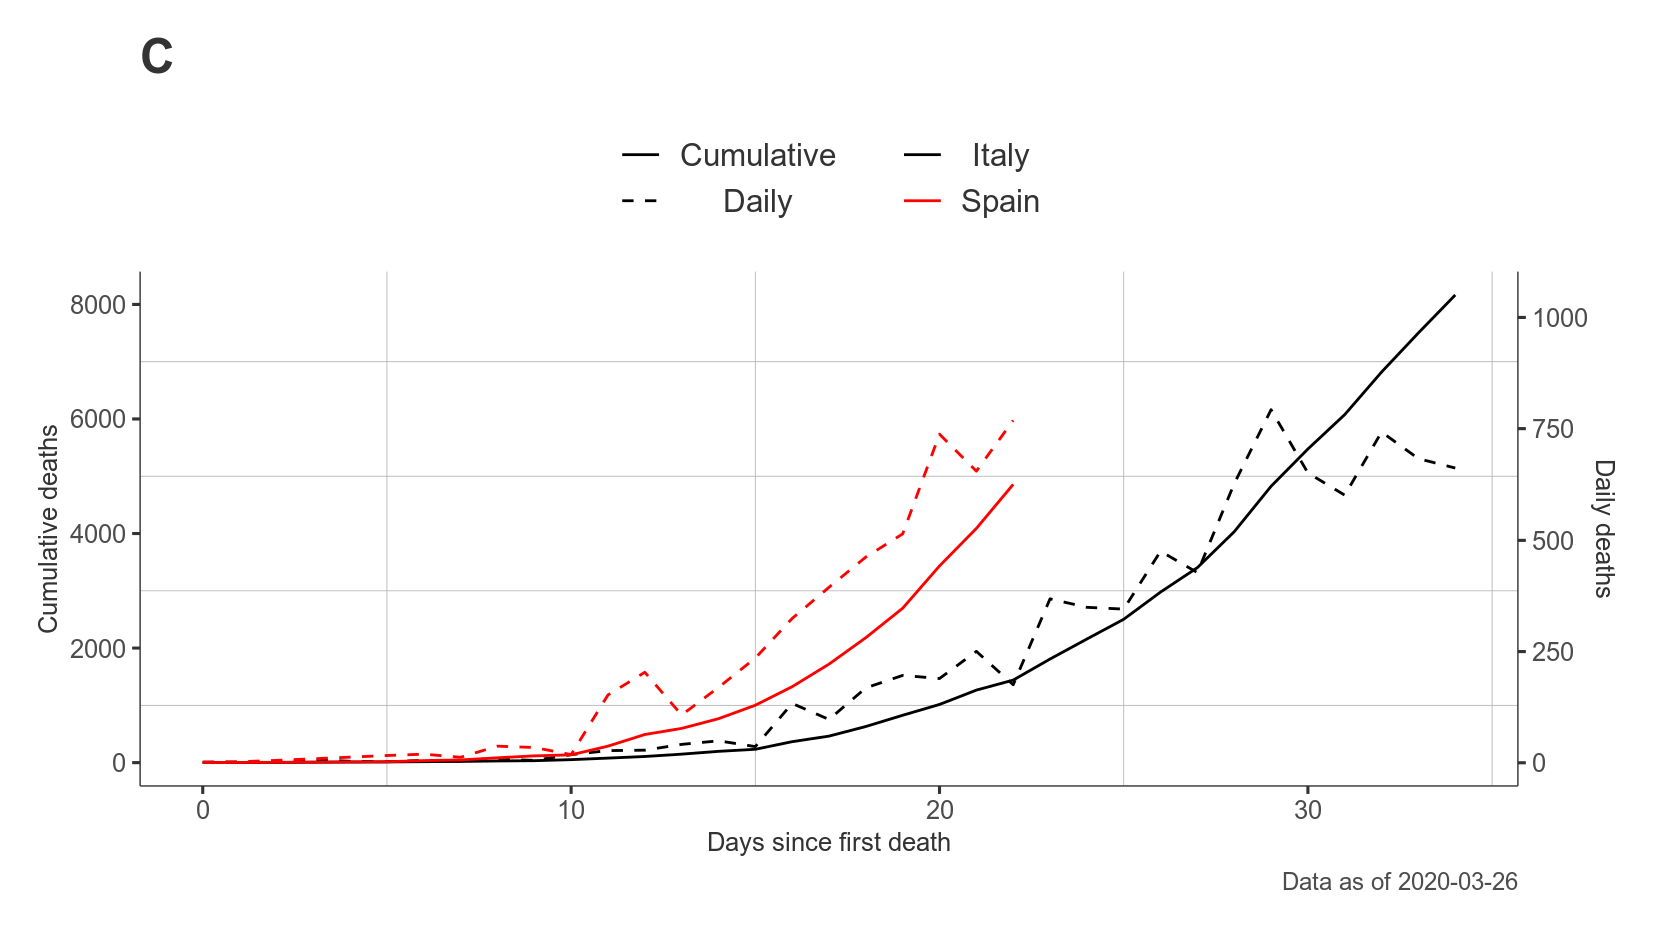 C
Cumulative
Italy
Daily
Spain
8000
6000
4000
2000
0
Cumulative deaths
1000
750
500
250
0
Daily deaths
0
10
20
30
Days since first death
Data as of 2020-03-26